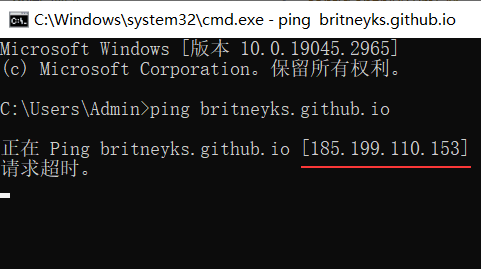 C:\Windows\system32\cmd.exe - ping  britneyks.github.io
Microsoft Windows [版本 10.0.19045.2965]
(c) Microsoft Corporation。保留所有权利。
C:\Users\Admin>ping britneyks.github.io
正在 Ping britneyks.github.io [185.199.110.153]
请求超时。